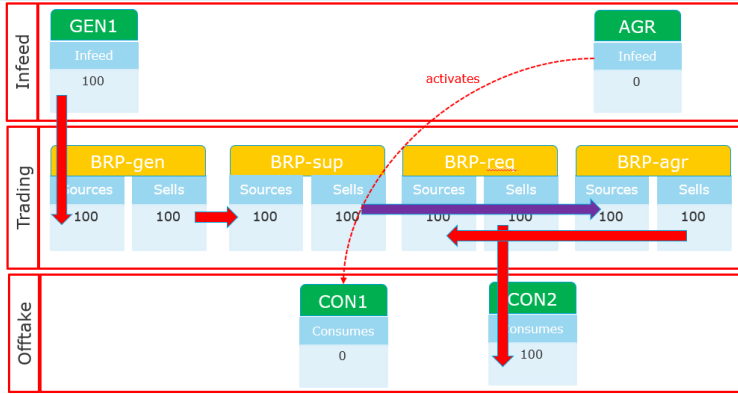 Infeed
GEN1
Infeed
100
AGR
Infeed
0
activates
Trading
BRP-gen
Sources
Sells
100
100
BRP-sup
Sources
Sells
100
100
BRP-req
Sources
Sells
100
100
BRP-agr
Sources
Sells
100
100
Offtake
CON1
Consumes
0
CON2
Consumes
100